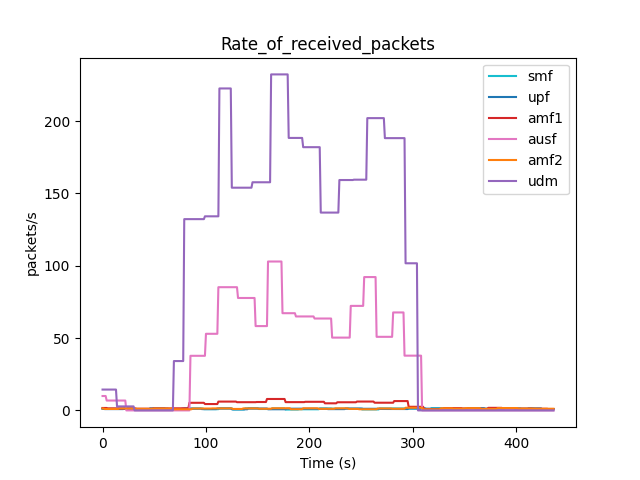 Rate_of_received_packets
smf
upf
amf1
ausf
amf2
udm
packets/s
200
150
100
50
0
0 100 200 300 400
Time (s)